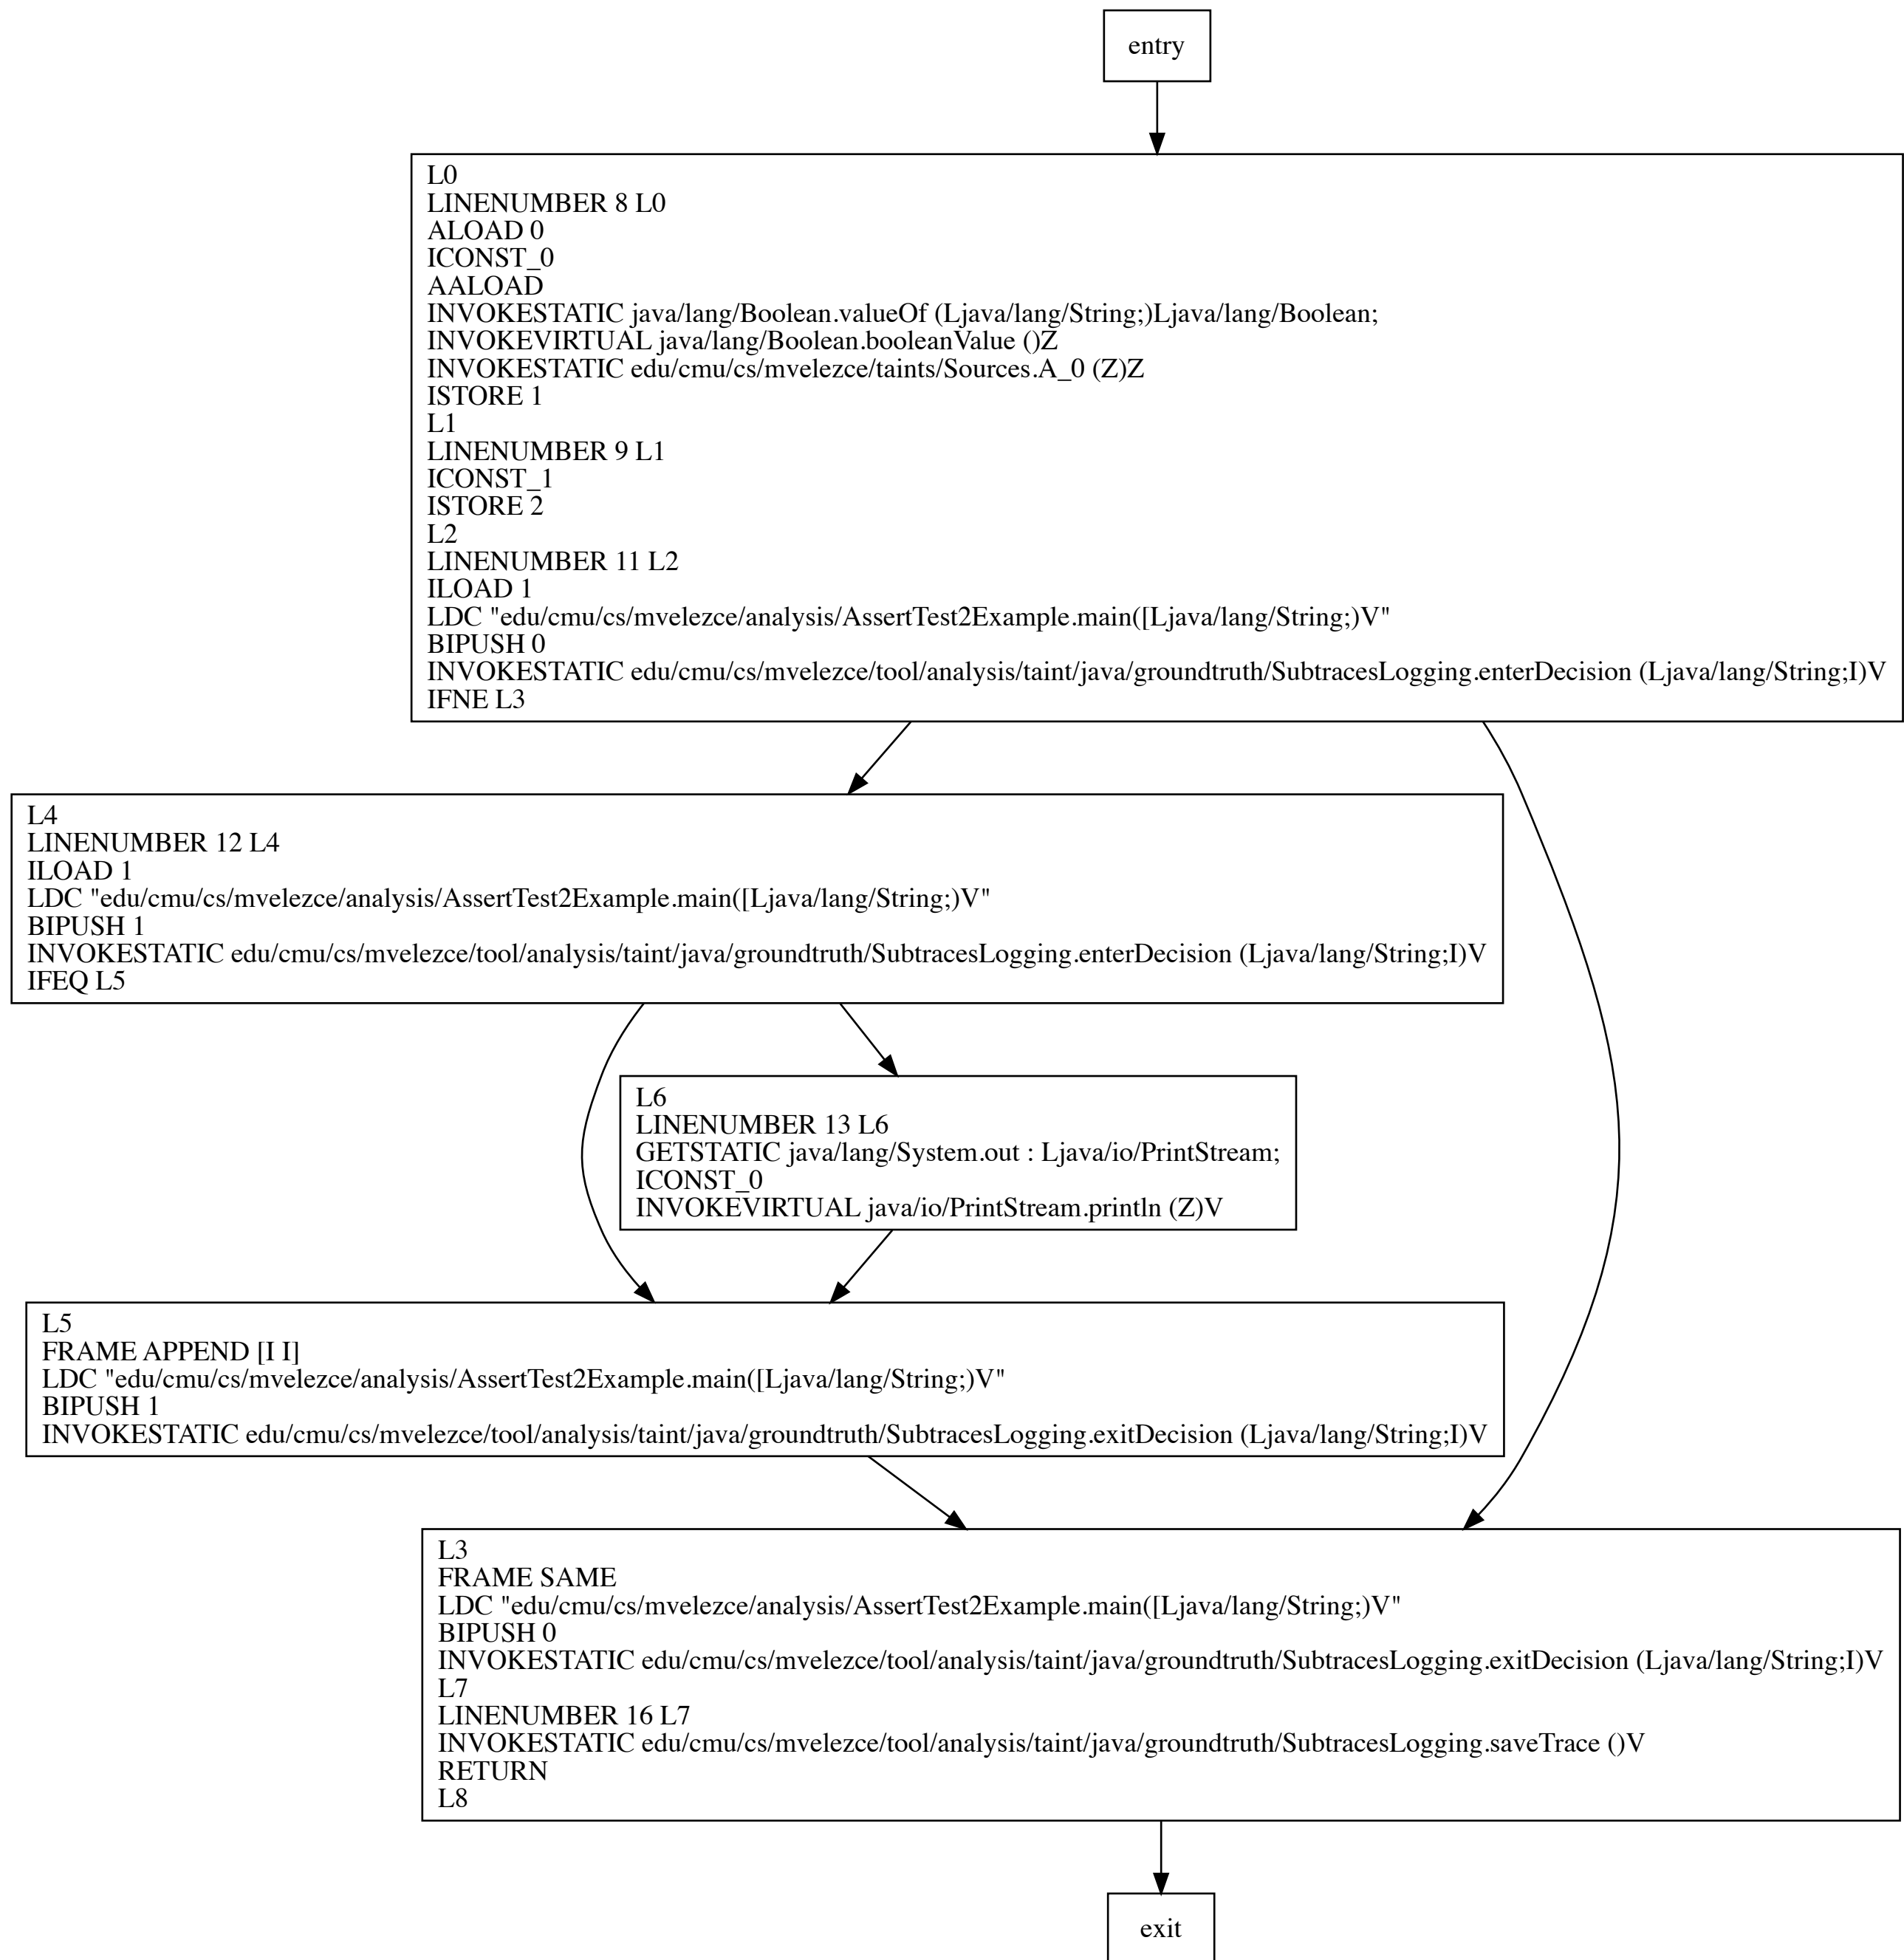 entry
L0
LINENUMBER 8 L0
ALOAD 0
ICONST_0
AALOAD
INVOKESTATIC java/lang/Boolean.valueOf (Ljava/lang/String;)Ljava/lang/Boolean;
INVOKEVIRTUAL java/lang/Boolean.booleanValue ()Z
INVOKESTATIC edu/cmu/cs/mvelezce/taints/Sources.A_0 (Z)Z
ISTORE 1
L1
LINENUMBER 9 L1
ICONST_1
ISTORE 2
L2
LINENUMBER 11 L2
ILOAD 1
LDC "edu/cmu/cs/mvelezce/analysis/AssertTest2Example.main([Ljava/lang/String;)V"
BIPUSH 0
INVOKESTATIC edu/cmu/cs/mvelezce/tool/analysis/taint/java/groundtruth/SubtracesLogging.enterDecision (Ljava/lang/String;I)V
IFNE L3
L4
LINENUMBER 12 L4
ILOAD 1
LDC "edu/cmu/cs/mvelezce/analysis/AssertTest2Example.main([Ljava/lang/String;)V"
BIPUSH 1
INVOKESTATIC edu/cmu/cs/mvelezce/tool/analysis/taint/java/groundtruth/SubtracesLogging.enterDecision (Ljava/lang/String;I)V
IFEQ L5
L6
LINENUMBER 13 L6
GETSTATIC java/lang/System.out : Ljava/io/PrintStream;
ICONST_0
INVOKEVIRTUAL java/io/PrintStream.println (Z)V
L5
FRAME APPEND [I I]
LDC "edu/cmu/cs/mvelezce/analysis/AssertTest2Example.main([Ljava/lang/String;)V"
BIPUSH 1
INVOKESTATIC edu/cmu/cs/mvelezce/tool/analysis/taint/java/groundtruth/SubtracesLogging.exitDecision (Ljava/lang/String;I)V
L3
FRAME SAME
LDC "edu/cmu/cs/mvelezce/analysis/AssertTest2Example.main([Ljava/lang/String;)V"
BIPUSH 0
INVOKESTATIC edu/cmu/cs/mvelezce/tool/analysis/taint/java/groundtruth/SubtracesLogging.exitDecision (Ljava/lang/String;I)V
L7
LINENUMBER 16 L7
INVOKESTATIC edu/cmu/cs/mvelezce/tool/analysis/taint/java/groundtruth/SubtracesLogging.saveTrace ()V
RETURN
L8
exit